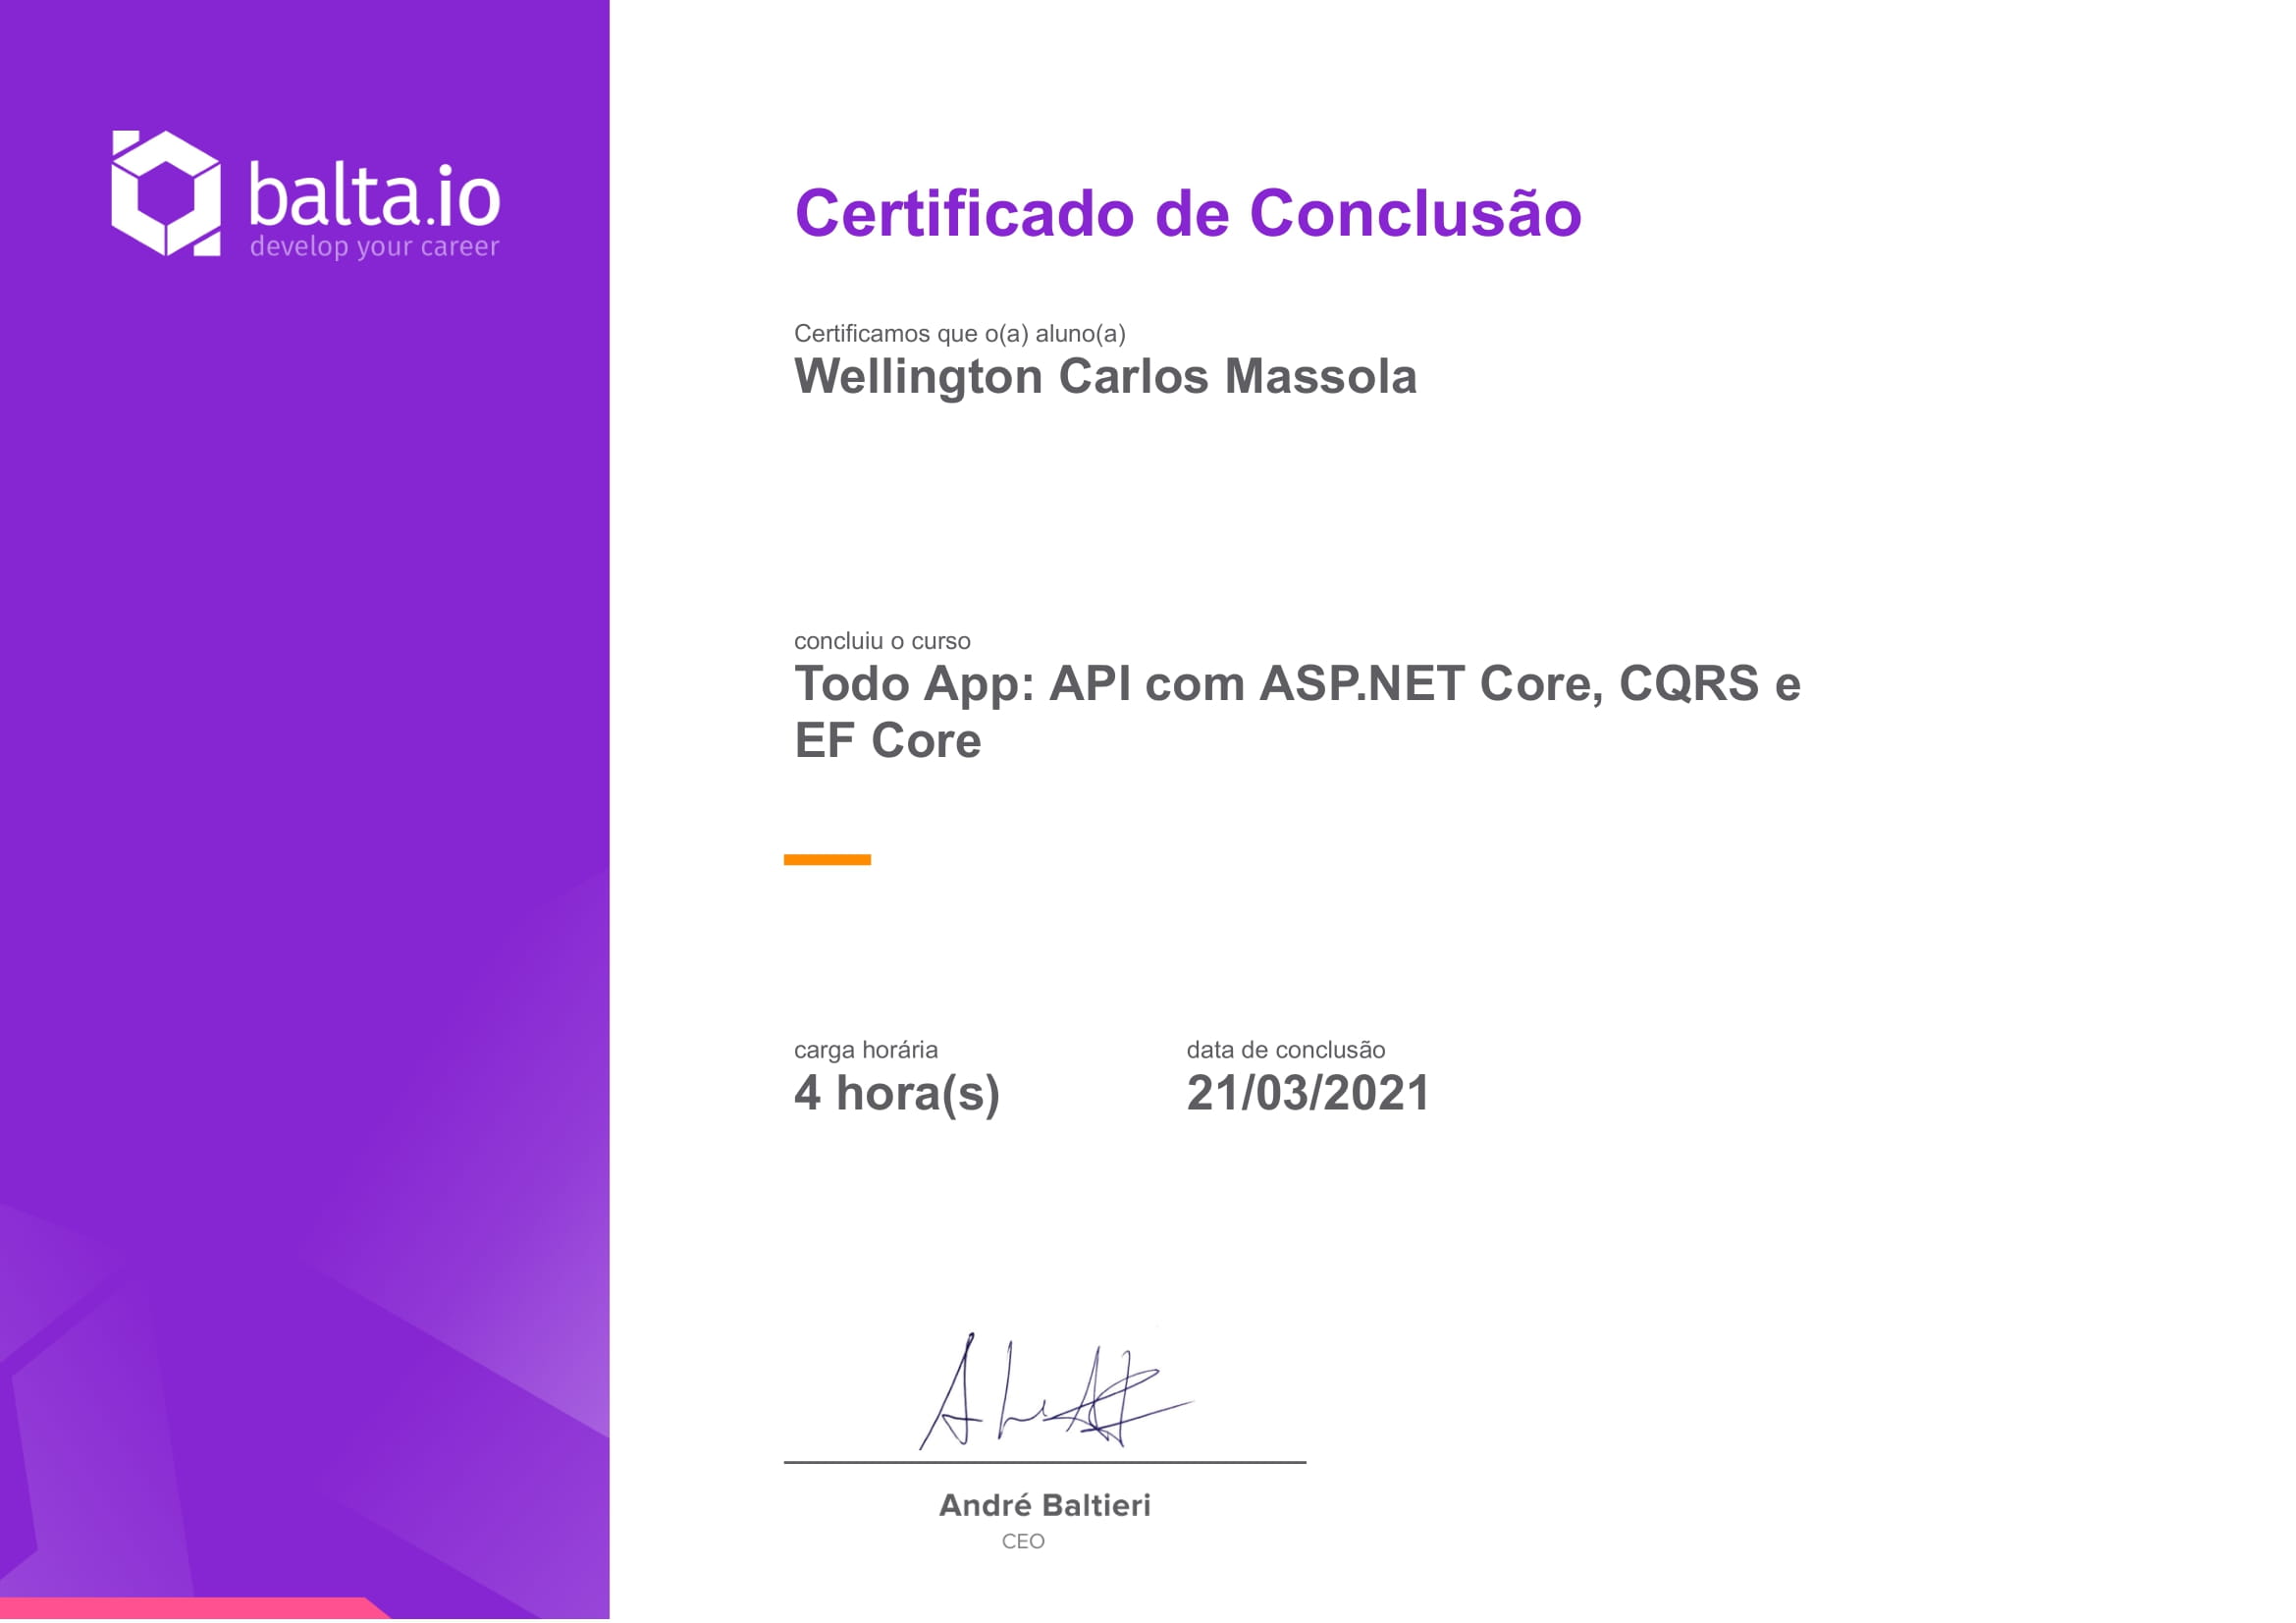 balta.io
develop your career
Certificado de Conclusão
Certificamos que o(a) aluno(a)
Wellington Carlos Massola
concluiu o curso
Todo App: API com ASP.NET Core, CQRS e
EF Core
carga horária
4 hora(s)
data de conclusão
21/03/2021
André Baltieri
CEO